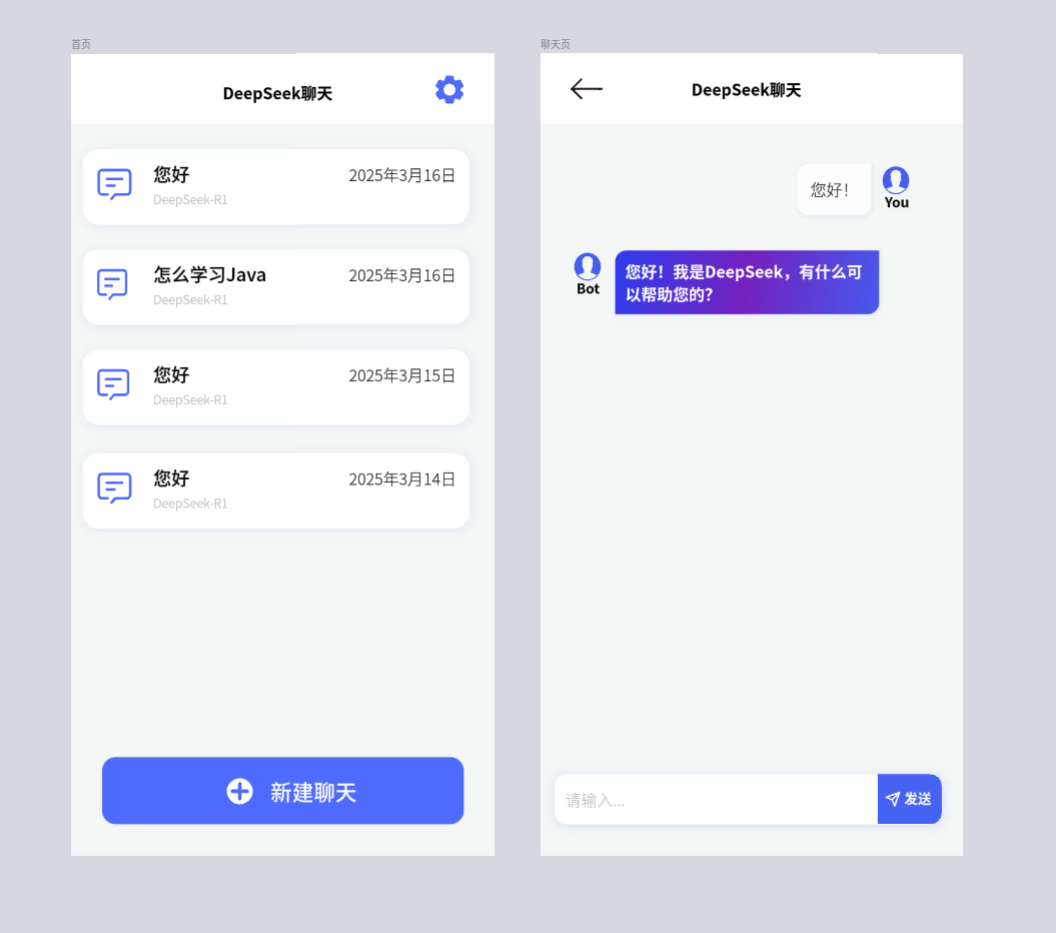 首页
DeepSeek聊天
您好
2025年3月16日
DeepSeek-R1
怎么学习Java
2025年3月16日
DeepSeek-R1
您好
2025年3月15日
DeepSeek-R1
您好
2025年3月14日
DeepSeek-R1
新建聊天
聊天页
DeepSeek聊天
您好！
You
Bot
您好！我是DeepSeek，有什么可
以帮助您的？
请输入...
发送